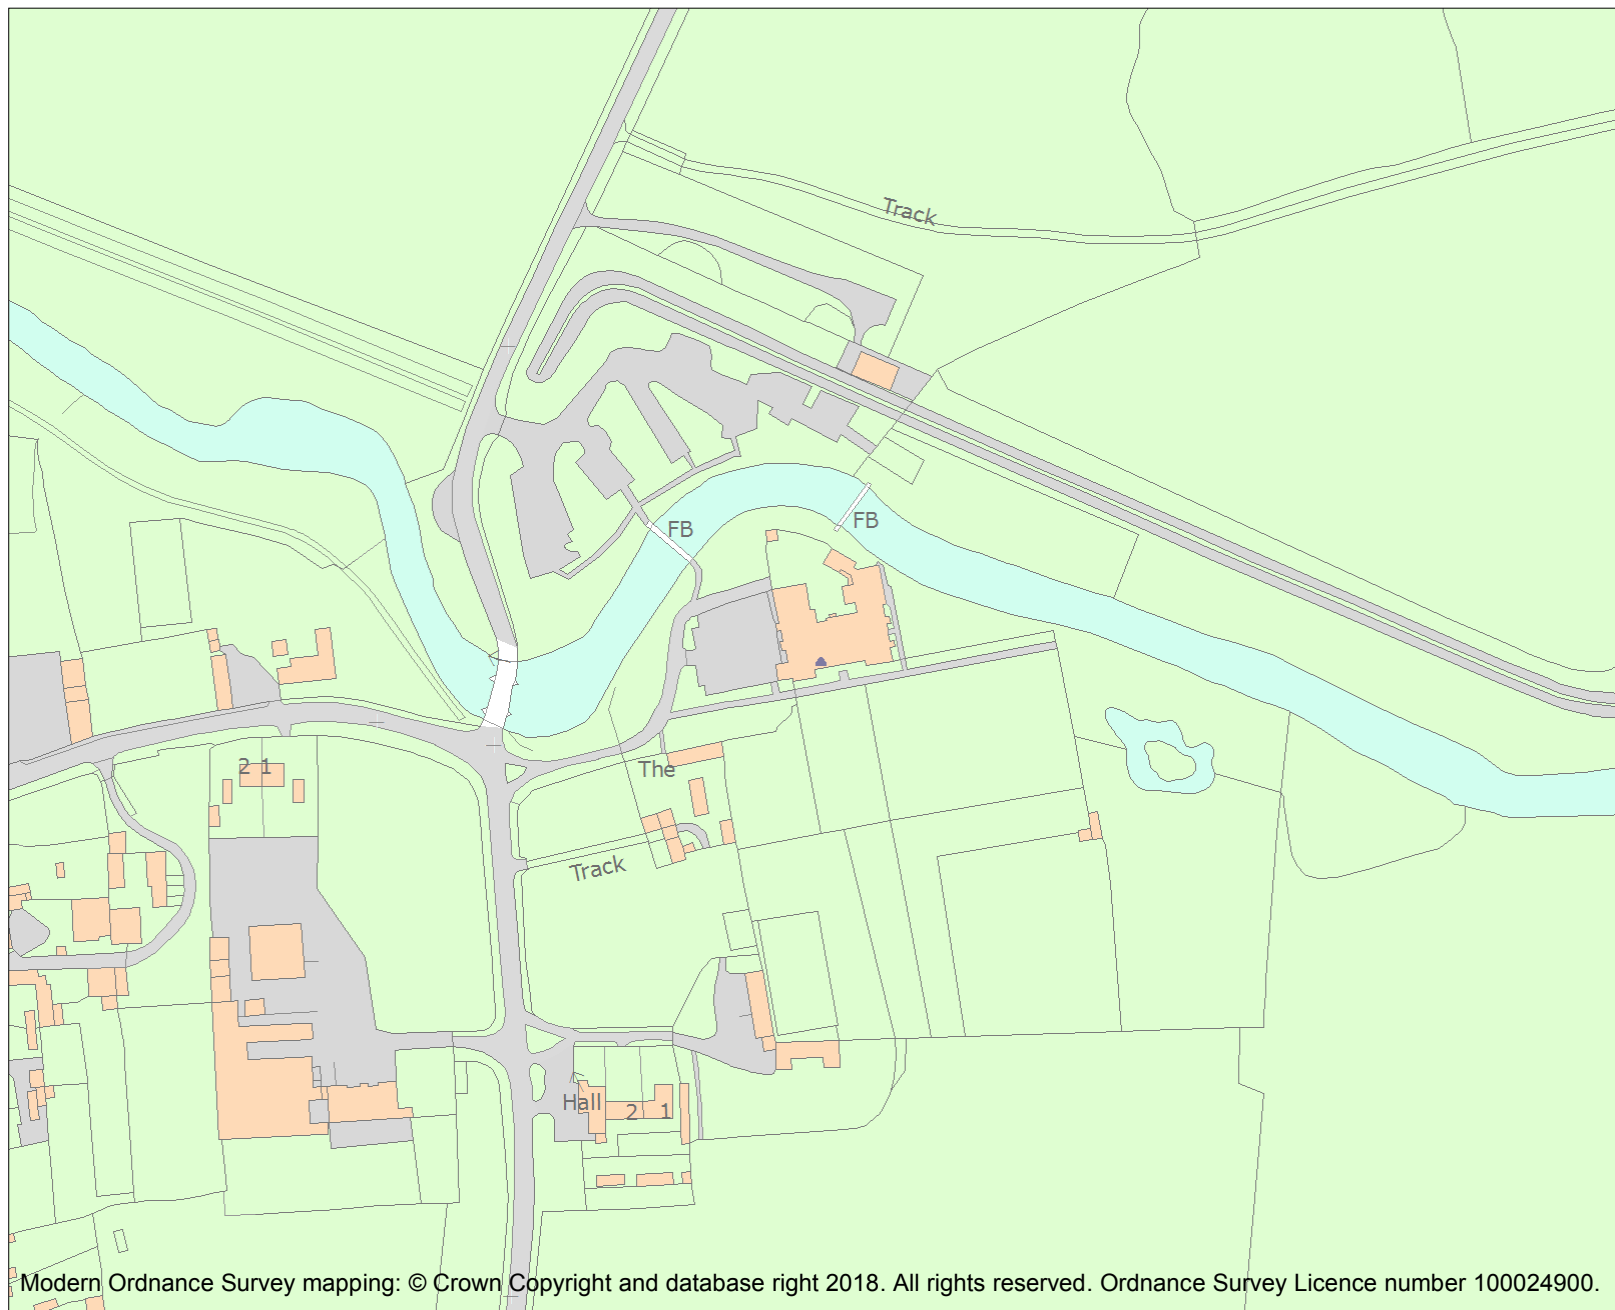 Track
FB
FB
2 1
The
Track
Hall
2
1
Modern Ordnance Survey mapping: © Crown Copyright and database right 2018. All rights reserved. Ordnance Survey Licence number 100024900.